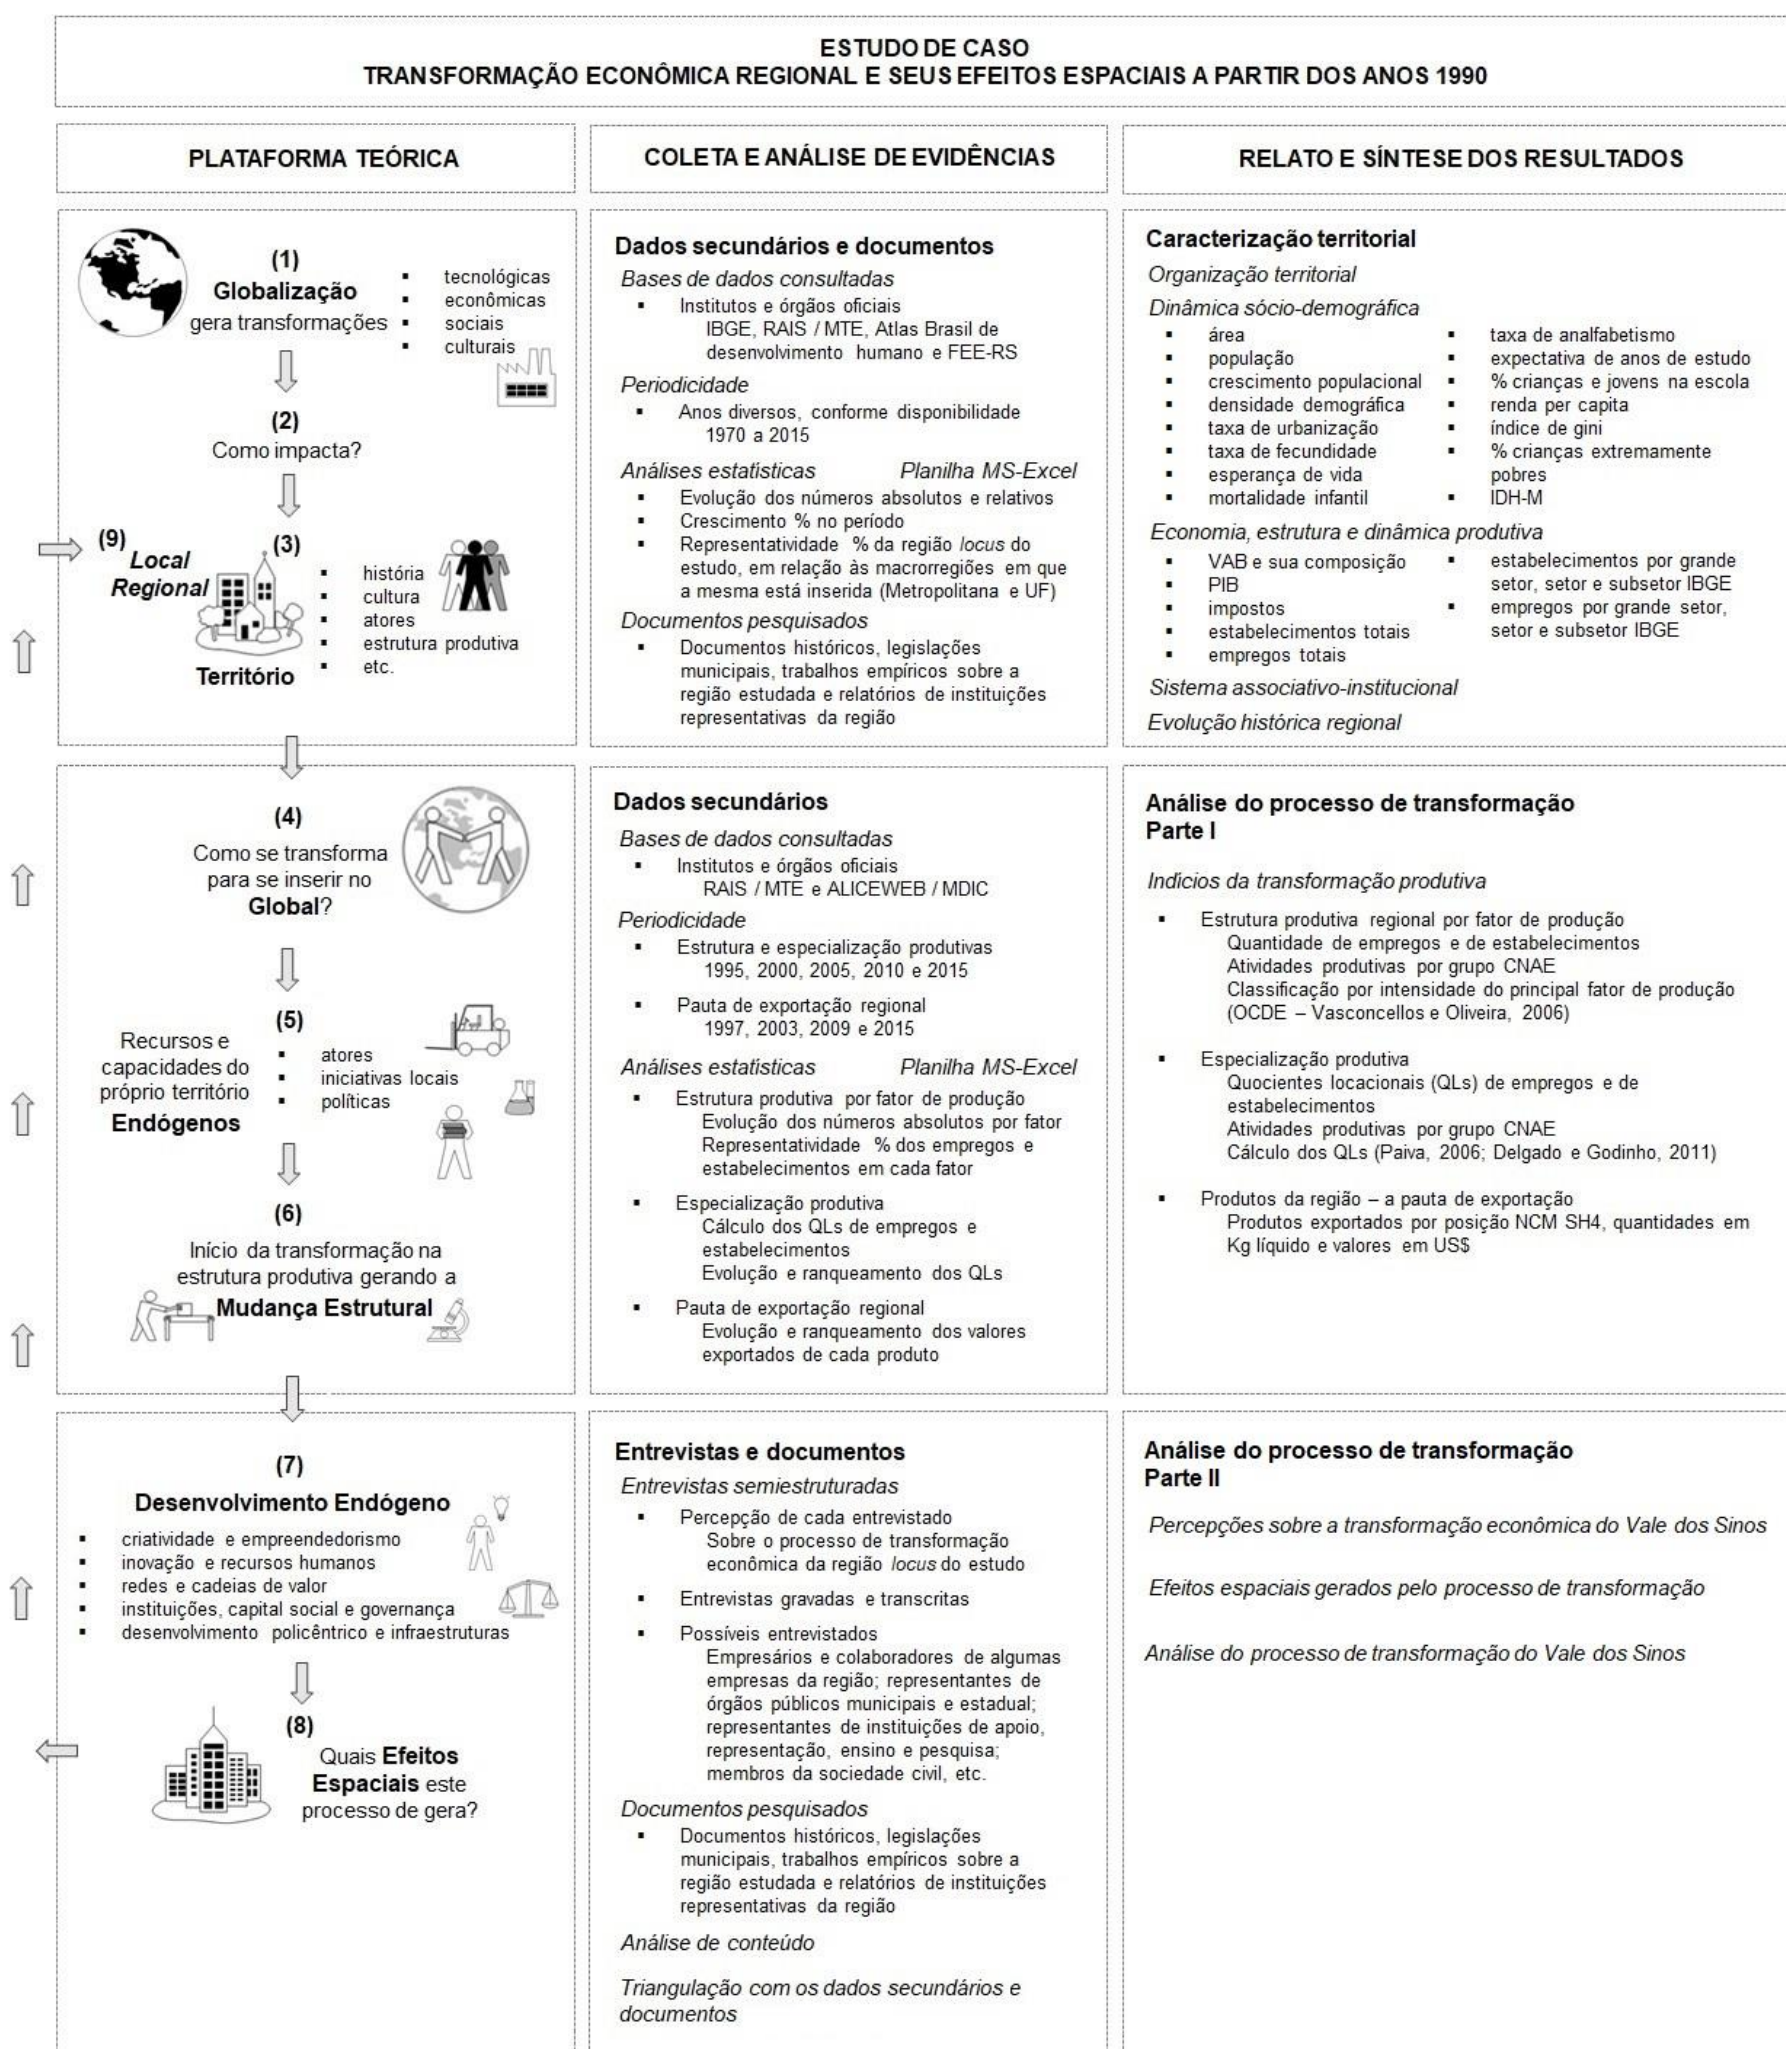 ESTUDO DE CASO
TRANSFORMAÇÃO ECONÔMICA REGIONAL E SEUS EFEITOS ESPACIAIS A PARTIR DOS ANOS 1990
PLATAFORMA TEÓRICA
COLETA E ANÁLISE DE EVIDÊNCIAS
RELATO E SÍNTESE DOS RESULTADOS
(1)
Globalização
gera transformações
▪ tecnológicas
▪ econômicas
▪ sociais
▪ culturais
(2)
Como impacta?
(9)
Local
Regional
(3)
Território
▪ história
▪ cultura
▪ atores
▪ estrutura produtiva
▪ etc.
Dados secundários e documentos
Bases de dados consultadas
▪ Institutos e órgãos oficiais
IBGE, RAIS / MTE, Atlas Brasil de
desenvolvimento humano e FEE-RS
Periodicidade
▪ Anos diversos, conforme disponibilidade
1970 a 2015
Análises estatísticas Planilha MS-Excel
▪ Evolução dos números absolutos e relativos
▪ Crescimento % no período
▪ Representatividade % da região locus do
estudo, em relação às macrorregiões em que
a mesma está inserida (Metropolitana e UF)
Documentos pesquisados
▪ Documentos históricos, legislações
municipais, trabalhos empíricos sobre a
região estudada e relatórios de instituições
representativas da região
Caracterização territorial
Organização territorial
Dinâmica sócio-demográfica
▪ área
▪ população
▪ crescimento populacional
▪ densidade demográfica
▪ taxa de urbanização
▪ taxa de fecundidade
▪ esperança de vida
▪ mortalidade infantil
▪ taxa de analfabetismo
▪ expectativa de anos de estudo
▪ % crianças e jovens na escola
▪ renda per capita
▪ índice de gini
▪ % crianças extremamente
pobres
▪ IDH-M
Economia, estrutura e dinâmica produtiva
▪ VAB e sua composição
▪ PIB
▪ impostos
▪ estabelecimentos totais
▪ empregos totais
▪ estabelecimentos por grande
setor, setor e subsetor IBGE
▪ empregos por grande setor,
setor e subsetor IBGE
Sistema associativo-institucional
Evolução histórica regional
(4)
Como se transforma
para se inserir no
Global?
(5)
Recursos e
capacidades do
próprio território
Endógenos
▪ atores
▪ iniciativas locais
▪ políticas
(6)
Início da transformação na
estrutura produtiva gerando a
Mudança Estrutural
Dados secundários
Bases de dados consultadas
▪ Institutos e órgãos oficiais
RAIS / MTE e ALICEWEB / MDIC
Periodicidade
▪ Estrutura e especialização produtivas
1995, 2000, 2005, 2010 e 2015
▪ Pauta de exportação regional
1997, 2003, 2009 e 2015
Análises estatísticas Planilha MS-Excel
▪ Estrutura produtiva por fator de produção
Evolução dos números absolutos por fator
Representatividade % dos empregos e
estabelecimentos em cada fator
▪ Especialização produtiva
Cálculo dos QLs de empregos e
estabelecimentos
Evolução e ranqueamento dos QLs
▪ Pauta de exportação regional
Evolução e ranqueamento dos valores
exportados de cada produto
Análise do processo de transformação
Parte I
Indícios da transformação produtiva
▪ Estrutura produtiva regional por fator de produção
Quantidade de empregos e de estabelecimentos
Atividades produtivas por grupo CNAE
Classificação por intensidade do principal fator de produção
(OCDE – Vasconcellos e Oliveira, 2006)
▪ Especialização produtiva
Quocientes locacionais (QLs) de empregos e de
estabelecimentos
Atividades produtivas por grupo CNAE
Cálculo dos QLs (Paiva, 2006; Delgado e Godinho, 2011)
▪ Produtos da região – a pauta de exportação
Produtos exportados por posição NCM SH4, quantidades em
Kg líquido e valores em US$
(7)
Desenvolvimento Endógeno
▪ criatividade e empreendedorismo
▪ inovação e recursos humanos
▪ redes e cadeias de valor
▪ instituições, capital social e governança
▪ desenvolvimento policêntrico e infraestruturas
(8)
Quais Efeitos
Espaciais este
processo de gera?
Entrevistas e documentos
Entrevistas semiestruturadas
▪ Percepção de cada entrevistado
Sobre o processo de transformação
econômica da região locus do estudo
▪ Entrevistas gravadas e transcritas
▪ Possíveis entrevistados
Empresários e colaboradores de algumas
empresas da região; representantes de
órgãos públicos municipais e estadual;
representantes de instituições de apoio,
representação, ensino e pesquisa;
membros da sociedade civil, etc.
Documentos pesquisados
▪ Documentos históricos, legislações
municipais, trabalhos empíricos sobre a
região estudada e relatórios de instituições
representativas da região
Análise de conteúdo
Triangulação com os dados secundários e
documentos
Análise do processo de transformação
Parte II
Percepções sobre a transformação econômica do Vale dos Sinos
Efeitos espaciais gerados pelo processo de transformação
Análise do processo de transformação do Vale dos Sinos